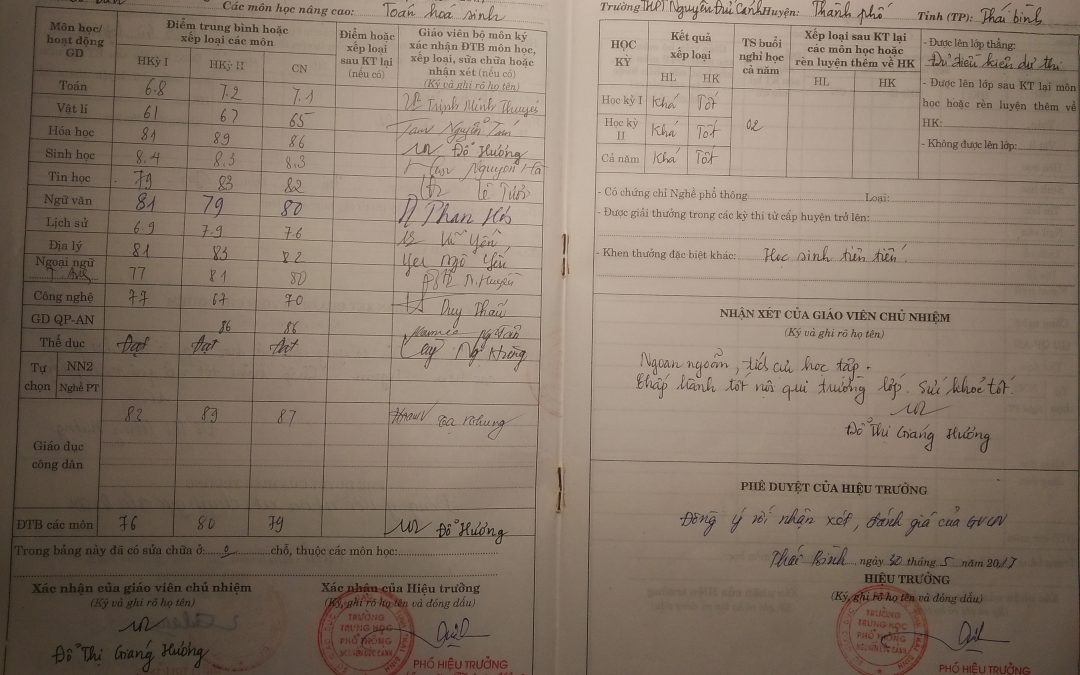 Các môn học nâng cao: Toán hoá sinh
Môn học/ hoạt động GD
Điểm trung bình hoặc xếp loại các môn
HKỳ I HKỳ II CN
Điểm hoặc xếp loại sau KT lại (nếu có)
Giáo viên bộ môn ký xác nhận ĐTB môn học, xếp loại, sửa chữa hoặc nhận xét (nếu có)
(Ký và ghi rõ họ tên)
Toán 6.8 7.2 7.1 Trịnh Minh Thuyết
Vật lí 61 67 65 Nguyễn
Hóa học 81 89 86 Đỗ Hương
Sinh học 8.4 8.3 8.3 Nguyễn Hà
Tin học 79 83 82 Lê
Ngữ văn 81 79 80 Phan
Lịch sử 6.9 7.9 7.6 Vũ Yến
Địa lý 81 83 82 Ngô Yến
Ngoại ngữ 77 81 80 N. Huyền
T. Anh
Công nghệ 77 67 70 Duy
GD QP-AN 86 86
Thể dục Đạt Đạt Đạt
Tự chọn NN2
Nghề PT
Giáo dục công dân 82 89 87 Nhung
ĐTB các môn 76 80 79 Đỗ Hương
Trong bảng này đã có sửa chữa ở: 0 chỗ, thuộc các môn học:
Xác nhận của giáo viên chủ nhiệm
(Ký và ghi rõ họ tên)
Đỗ Thị Giang Hương
Xác nhận của Hiệu trưởng
(Ký, ghi rõ họ tên và đóng dấu)
TRƯỜNG
TRUNG HỌC
PHỔ THÔNG
NGUYỄN ĐỨC CẢNH
PHÓ HIỆU TRƯỞNG
Trường THPT Nguyễn Đức Cảnh Huyện: Thành phố Tỉnh (TP): Thái bình
HỌC KỲ
Kết quả xếp loại
HL HK
TS buổi nghỉ học cả năm
Xếp loại sau KT lại các môn học hoặc rèn luyện thêm về HK
HL HK
Học kỳ I Khá Tốt
Học kỳ II Khá Tốt 02
Cả năm Khá Tốt
- Được lên lớp thẳng:
Đủ điều kiện dự thi
- Được lên lớp sau KT lại môn học hoặc rèn luyện thêm về HK:
- Không được lên lớp:
- Có chứng chỉ Nghề phổ thông Loại:
- Được giải thưởng trong các kỳ thi từ cấp huyện trở lên:
- Khen thưởng đặc biệt khác: Học sinh tiên tiến.
NHẬN XÉT CỦA GIÁO VIÊN CHỦ NHIỆM
(Ký và ghi rõ họ tên)
Ngoan ngoãn, tích cực học tập.
Chấp hành tốt nội qui trường lớp. Sức khoẻ tốt.
Đỗ Thị Giang Hương
PHÊ DUYỆT CỦA HIỆU TRƯỞNG
Đồng ý với nhận xét, đánh giá của GVCN
Thái Bình, ngày 30 tháng 5 năm 2017
HIỆU TRƯỞNG
(Ký, ghi rõ họ tên và đóng dấu)
TRƯỜNG
TRUNG HỌC
PHỔ THÔNG
NGUYỄN ĐỨC CẢNH
PHÓ HIỆU TRƯỞNG